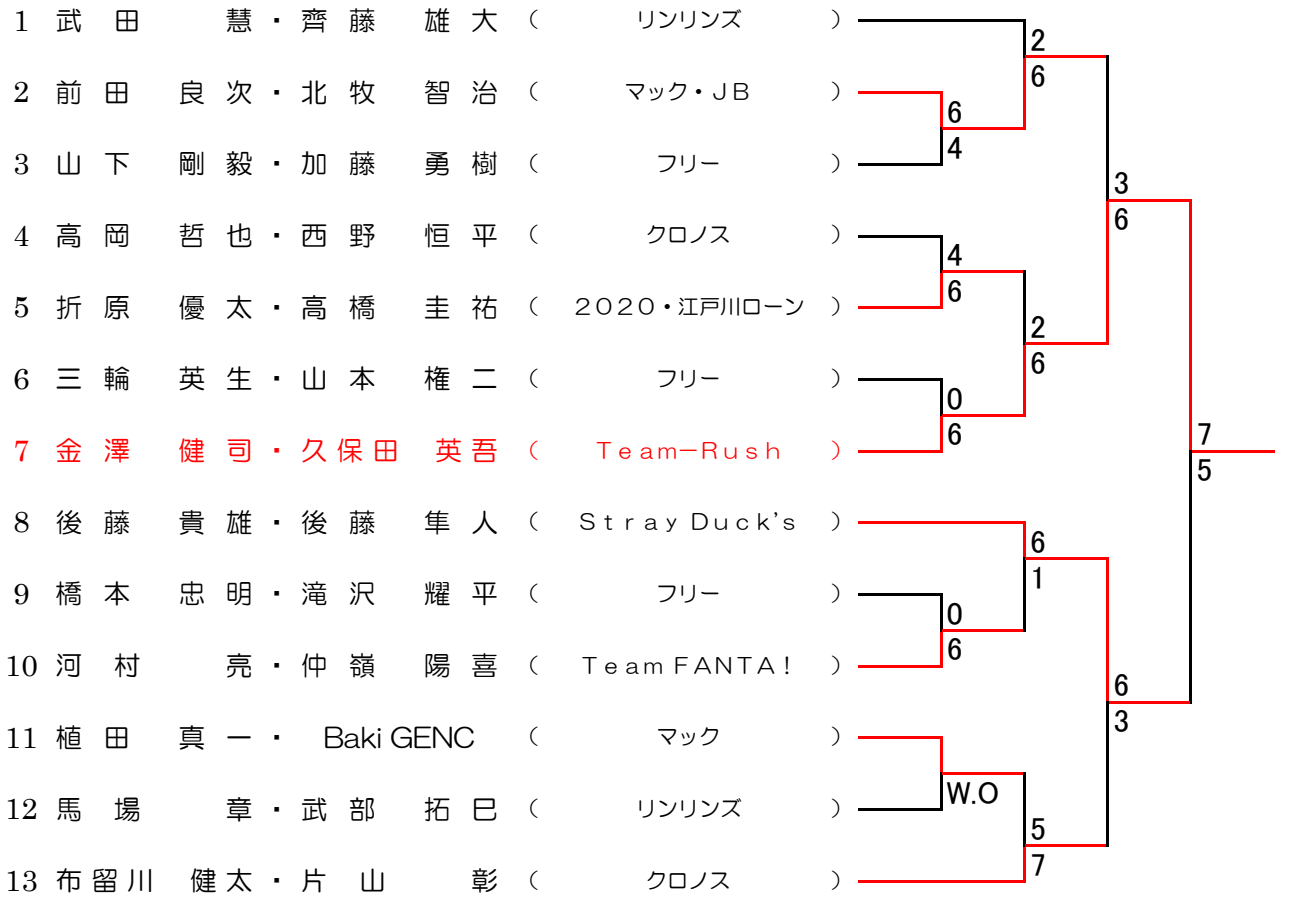 1 武田 慧・齊藤 雄大 ( リンリンズ )
2
6
2 前田 良次・北牧 智治 ( マック・JB )
6
4
3 山下 剛毅・加藤 勇樹 ( フリー )
3
6
4 高岡 哲也・西野 恒平 ( クロノス )
4
6
5 折原 優太・高橋 圭祐 ( 2020・江戸川ローン )
2
6
6 三輪 英生・山本 権二 ( フリー )
0
6
7 金澤 健司・久保田 英吾 ( Team-Rush )
7
5
8 後藤 貴雄・後藤 隼人 ( Stray Duck's )
6
1
9 橋本 忠明・滝沢 耀平 ( フリー )
0
6
10 河村 亮・仲嶺 陽喜 ( Team FANTA! )
6
3
11 植田 真一・ Baki GENC ( マック )
W.O
12 馬場 章・武部 拓巳 ( リンリンズ )
5
7
13 布留川 健太・片山 彰 ( クロノス )